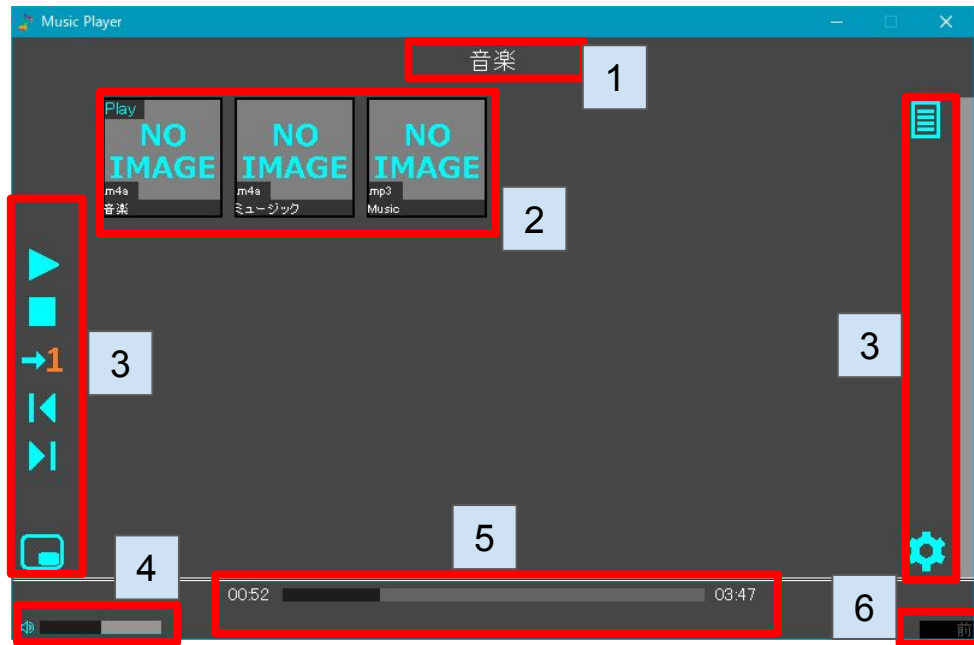 Music Player
音楽
1
Play
NO IMAGE
NO IMAGE
NO IMAGE
.m4a
.m4a
.mp3
音楽
ミュージック
Music
2
3
→1
3
4
5
00:52
03:47
6
前